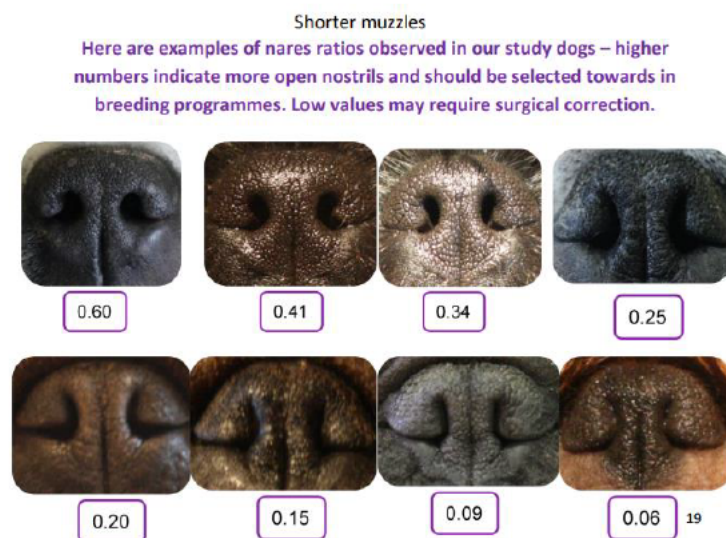 Shorter muzzles
Here are examples of nares ratios observed in our study dogs – higher
numbers indicate more open nostrils and should be selected towards in
breeding programmes. Low values may require surgical correction.
0.60
0.41
0.34
0.25
0.20
0.15
0.09
0.06
19